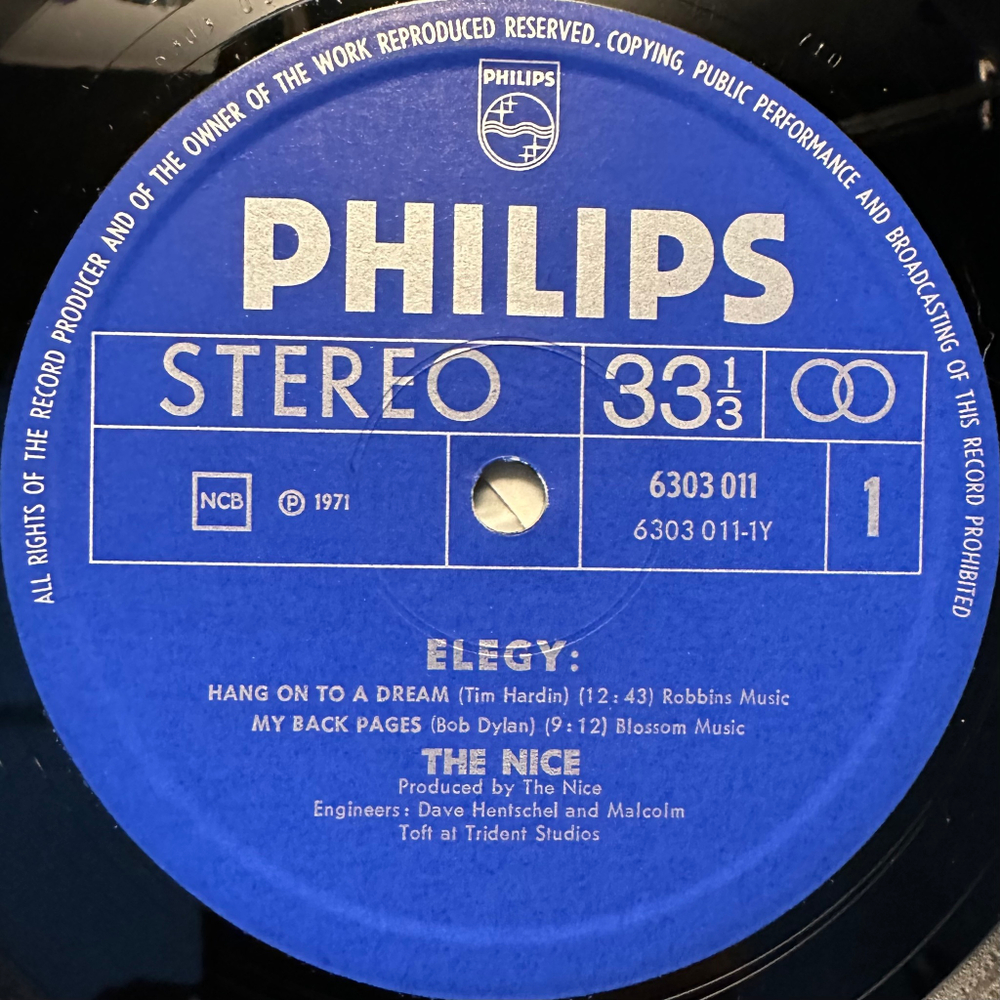 ALL RIGHTS OF THE RECORD PRODUCER AND OF THE OWNER OF THE WORK REPRODUCED RESERVED. COPYING, PUBLIC PERFORMANCE AND BROADCASTING OF THIS RECORD PROHIBITED
PHILIPS
PHILIPS
STEREO 33 1/3
NCB Ⓟ 1971 6303 011 1
6303 011-1Y
ELEGY:
HANG ON TO A DREAM (Tim Hardin) (12:43) Robbins Music
MY BACK PAGES (Bob Dylan) (9:12) Blossom Music
THE NICE
Produced by The Nice
Engineers: Dave Hentschel and Malcolm
Toft at Trident Studios